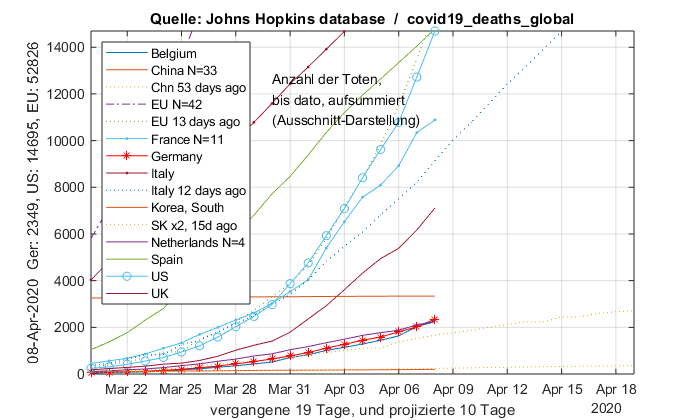 Quelle: Johns Hopkins database / covid19_deaths_global
08-Apr-2020 Ger: 2349, US: 14695, EU: 52826
14000
12000
10000
8000
6000
4000
2000
0
Belgium
China N=33
Chn 53 days ago
EU N=42
EU 13 days ago
France N=11
Germany
Italy
Italy 12 days ago
Korea, South
SK x2, 15d ago
Netherlands N=4
Spain
US
UK
Anzahl der Toten,
bis dato, aufsummiert
(Ausschnitt-Darstellung)
Mar 22 Mar 25 Mar 28 Mar 31 Apr 03 Apr 06 Apr 09 Apr 12 Apr 15 Apr 18
2020
vergangene 19 Tage, und projizierte 10 Tage